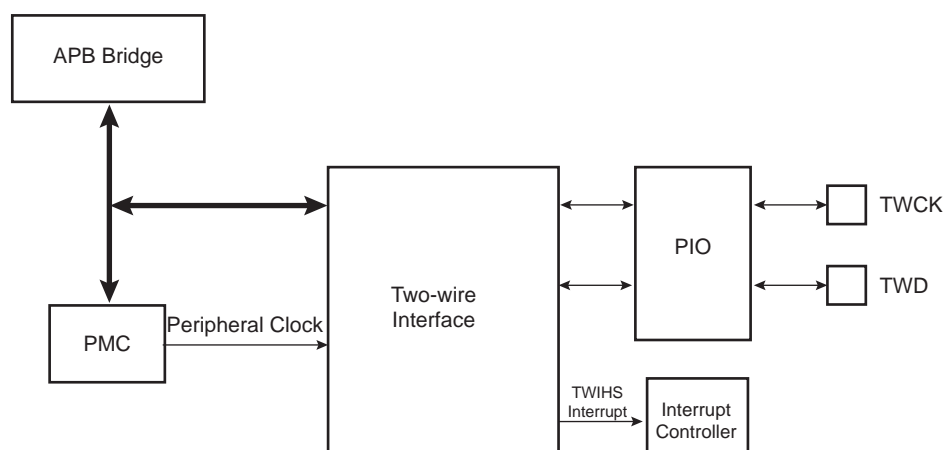 APB Bridge
TWCK
PIO
TWD
Two-wire
Interface
Peripheral Clock
PMC
TWIHS
Interrupt
Interrupt
Controller